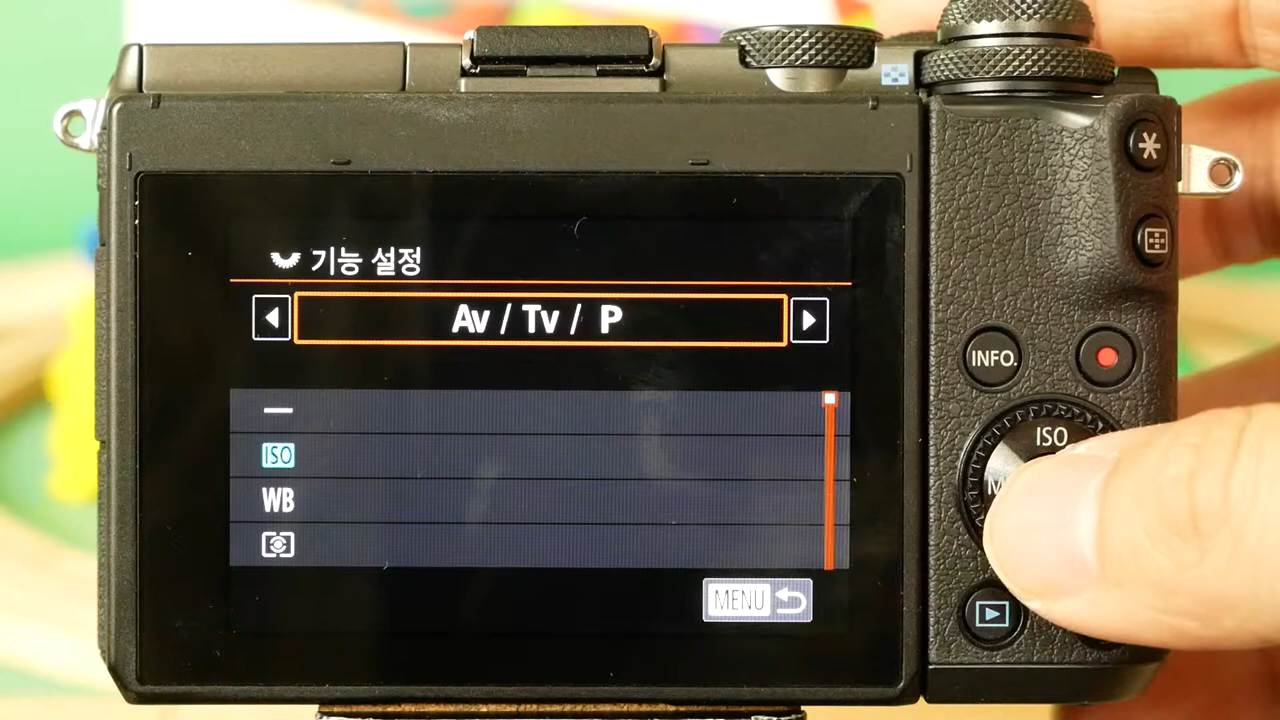 기능 설정
Av / Tv / P
ISO
WB
MENU
INFO.
ISO
M